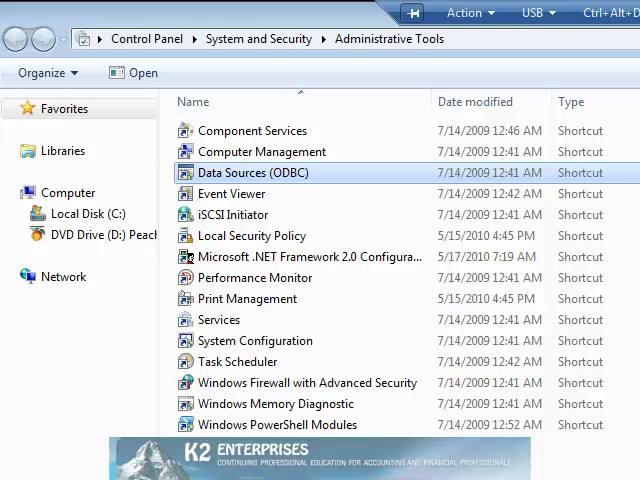 Action USB Ctrl+Alt+D
Control Panel System and Security Administrative Tools
Organize Open
Name Date modified Type
Favorites
Libraries
Computer
Local Disk (C:)
DVD Drive (D:) Peach
Network
Component Services 7/14/2009 12:46 AM Shortcut
Computer Management 7/14/2009 12:41 AM Shortcut
Data Sources (ODBC) 7/14/2009 12:41 AM Shortcut
Event Viewer 7/14/2009 12:42 AM Shortcut
iSCSI Initiator 7/14/2009 12:41 AM Shortcut
Local Security Policy 5/15/2010 4:45 PM Shortcut
Microsoft .NET Framework 2.0 Configura... 5/17/2010 7:19 AM Shortcut
Performance Monitor 7/14/2009 12:41 AM Shortcut
Print Management 5/15/2010 4:45 PM Shortcut
Services 7/14/2009 12:41 AM Shortcut
System Configuration 7/14/2009 12:41 AM Shortcut
Task Scheduler 7/14/2009 12:42 AM Shortcut
Windows Firewall with Advanced Security 7/14/2009 12:41 AM Shortcut
Windows Memory Diagnostic 7/14/2009 12:41 AM Shortcut
Windows PowerShell Modules 7/14/2009 12:52 AM Shortcut
K2 ENTERPRISES
CONTINUING PROFESSIONAL EDUCATION FOR ACCOUNTING AND FINANCIAL PROFESSIONALS